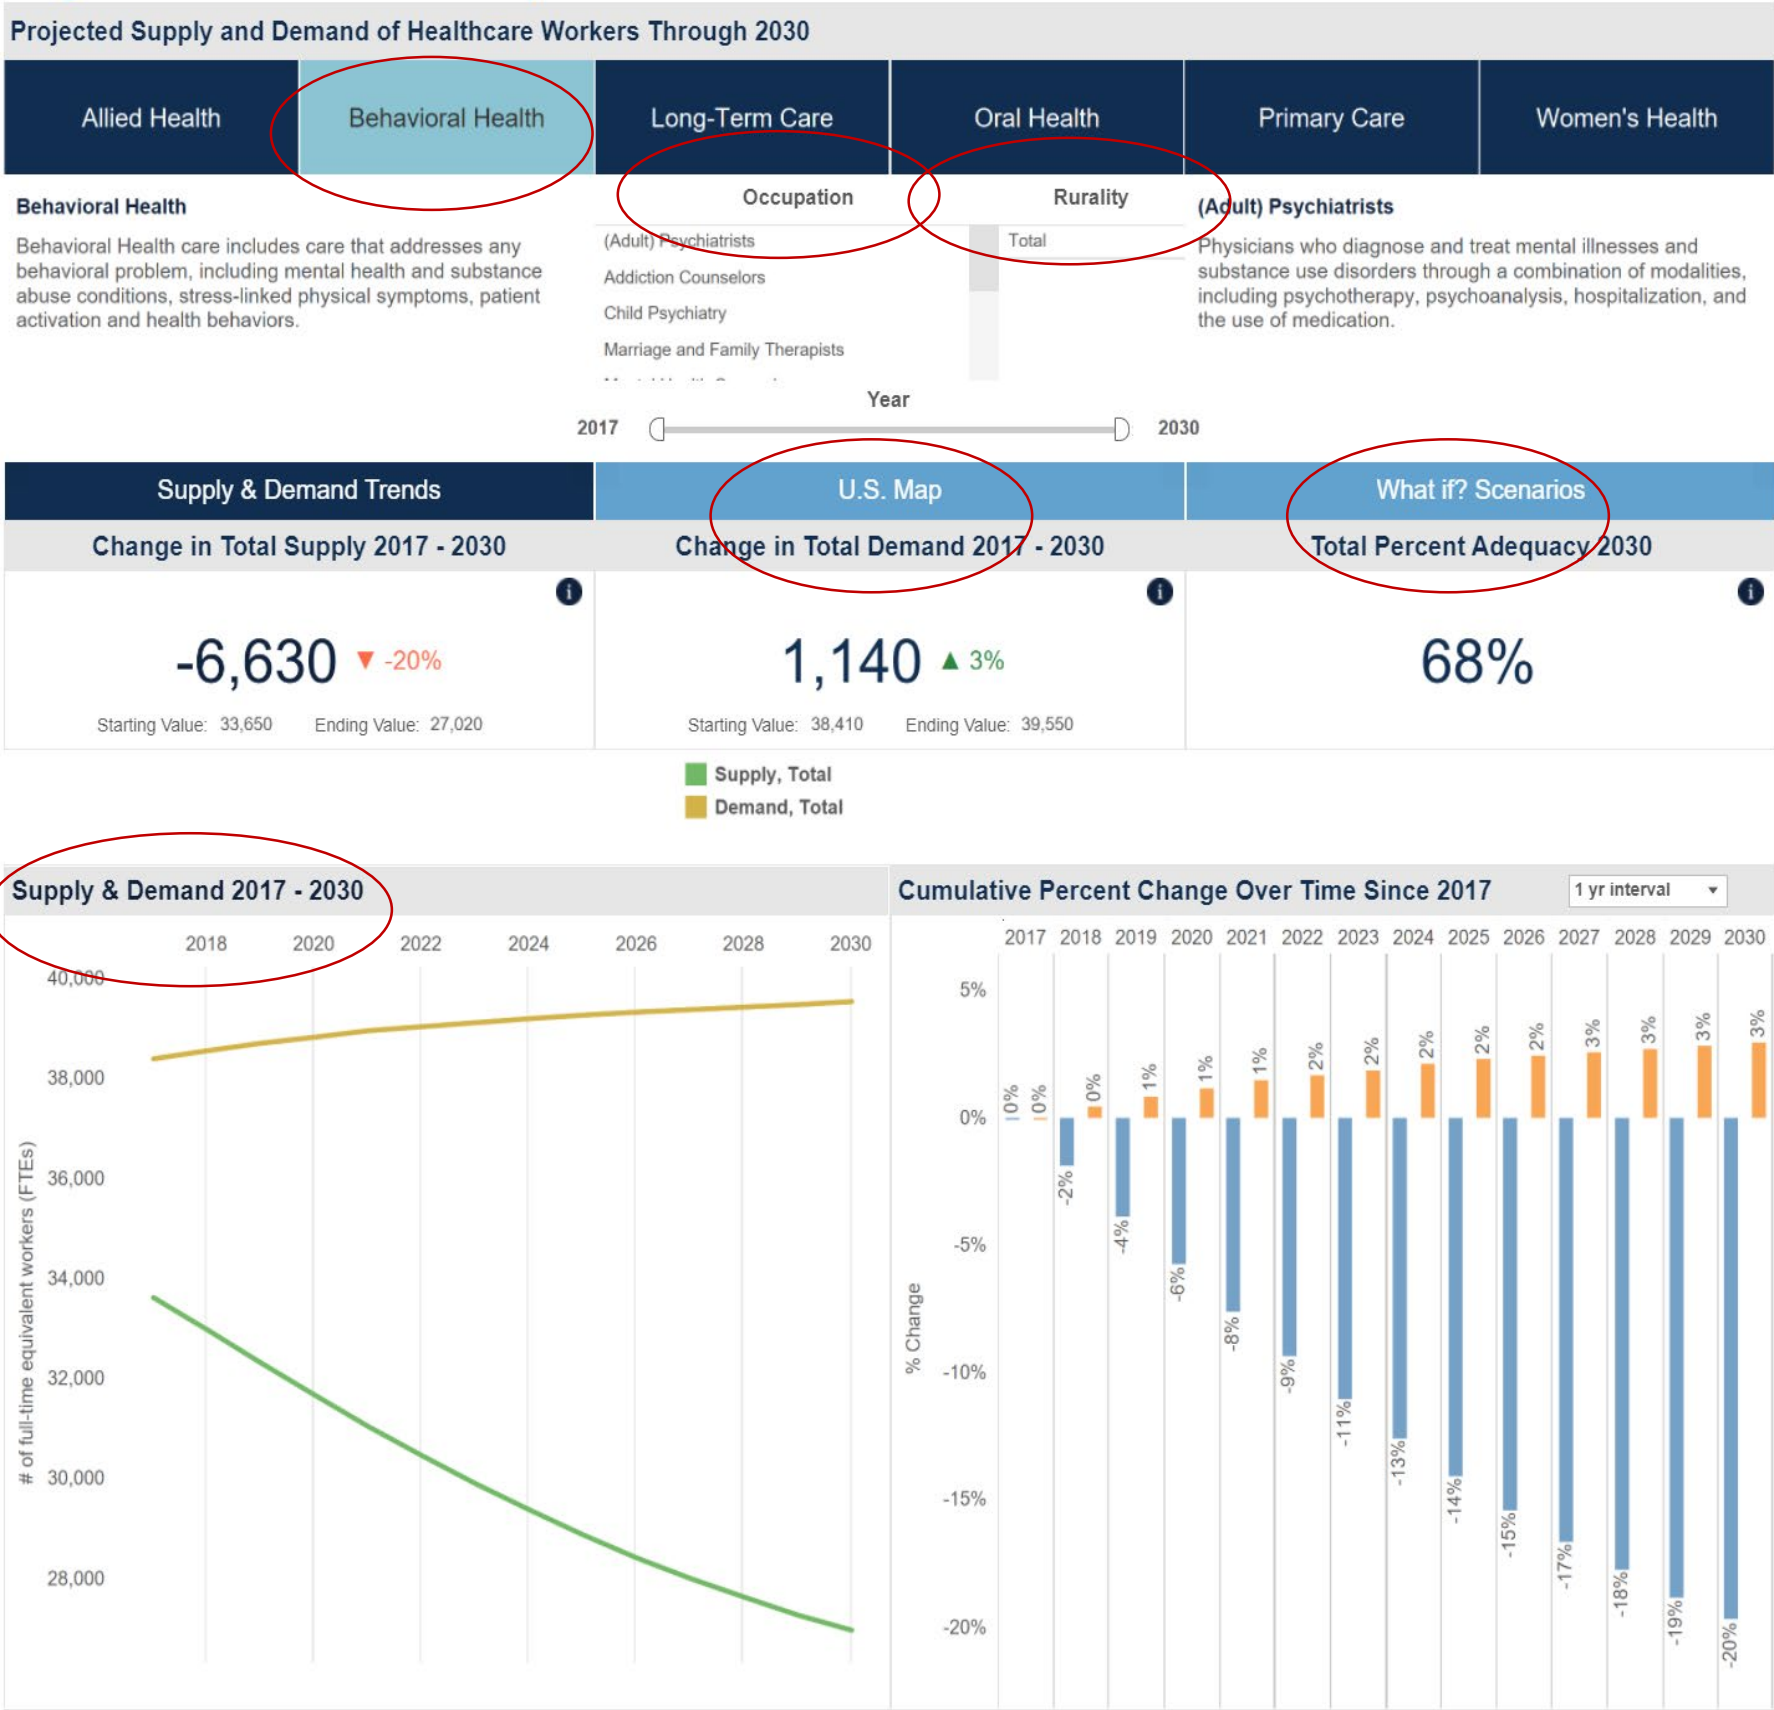 Projected Supply and Demand of Healthcare Workers Through 2030
Allied Health
Behavioral Health
Long-Term Care
Oral Health
Primary Care
Women's Health
Behavioral Health
Behavioral Health care includes care that addresses any
behavioral problem, including mental health and substance
abuse conditions, stress-linked physical symptoms, patient
activation and health behaviors.
Occupation
(Adult) Psychiatrists
Addiction Counselors
Child Psychiatry
Marriage and Family Therapists
Rurality
Total
(Adult) Psychiatrists
Physicians who diagnose and treat mental illnesses and
substance use disorders through a combination of modalities,
including psychotherapy, psychoanalysis, hospitalization, and
the use of medication.
Year
2017
2030
Supply & Demand Trends
U.S. Map
What if? Scenarios
Change in Total Supply 2017 - 2030
Change in Total Demand 2017 - 2030
Total Percent Adequacy 2030
i
i
i
-6,630 ▼ -20%
1,140 ▲ 3%
68%
Starting Value: 33,650 Ending Value: 27,020
Starting Value: 38,410 Ending Value: 39,550
Supply, Total
Demand, Total
Supply & Demand 2017 - 2030
2018 2020 2022 2024 2026 2028 2030
40,000
38,000
36,000
34,000
32,000
30,000
28,000
# of full-time equivalent workers (FTEs)
Cumulative Percent Change Over Time Since 2017
1 yr interval
2017 2018 2019 2020 2021 2022 2023 2024 2025 2026 2027 2028 2029 2030
5%
0%
-5%
-10%
-15%
-20%
% Change
0% 0% 0% 1% 1% 1% 2% 2% 2% 2% 2% 3% 3% 3% 3%
-2% -4% -6% -8% -9% -11% -13% -14% -15% -17% -18% -19% -20%